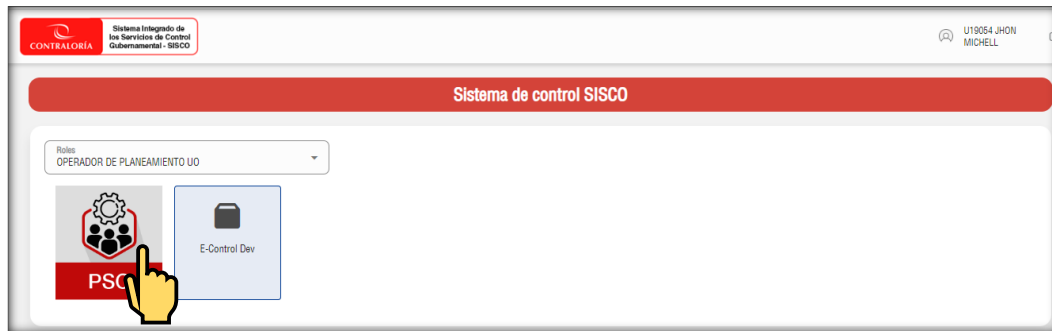 CONTRALORÍA
Sistema Integrado de
los Servicios de Control
Gubernamental - SISCO
U19054 JHON
MICHELL
Sistema de control SISCO
Roles
OPERADOR DE PLANEAMIENTO UO
E-Control Dev